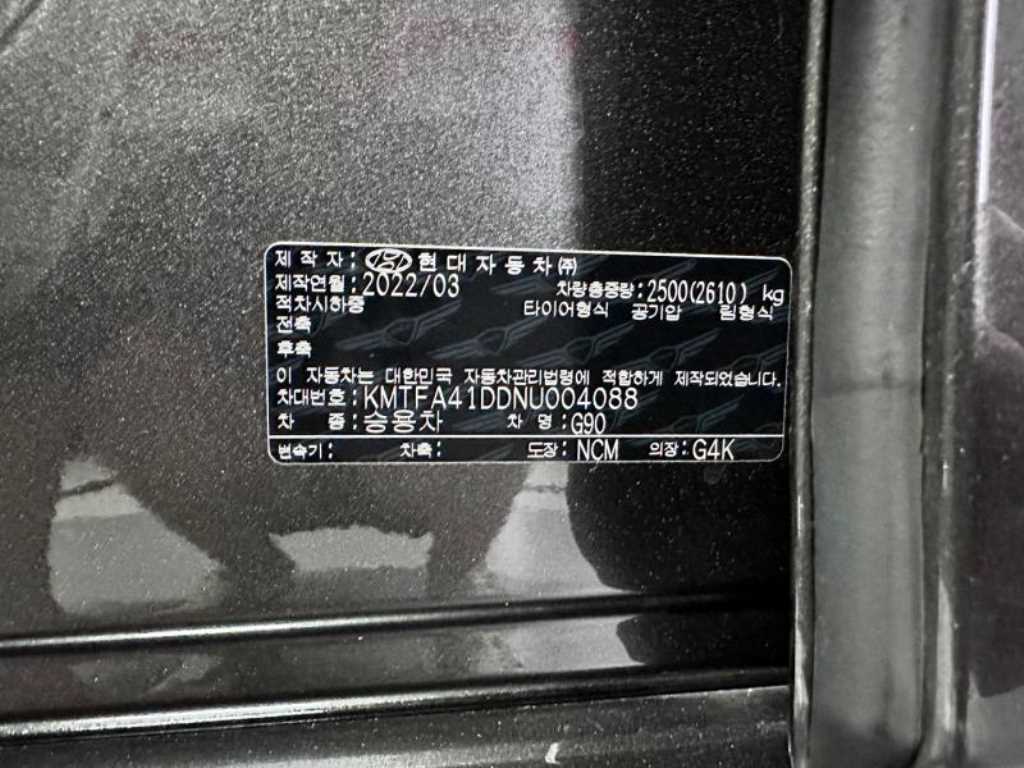 제작자: 현대자동차㈜
제작연월: 2022/03 차량총중량: 2500(2610) kg
적차시하중 타이어형식 공기압 림형식
전축
후축
이 자동차는 대한민국 자동차관리법령에 적합하게 제작되었습니다.
차대번호: KMTFA41DDNU004088
차 종: 승용차 차 명: G90
변속기: 차축: 도장: NCM 의장: G4K